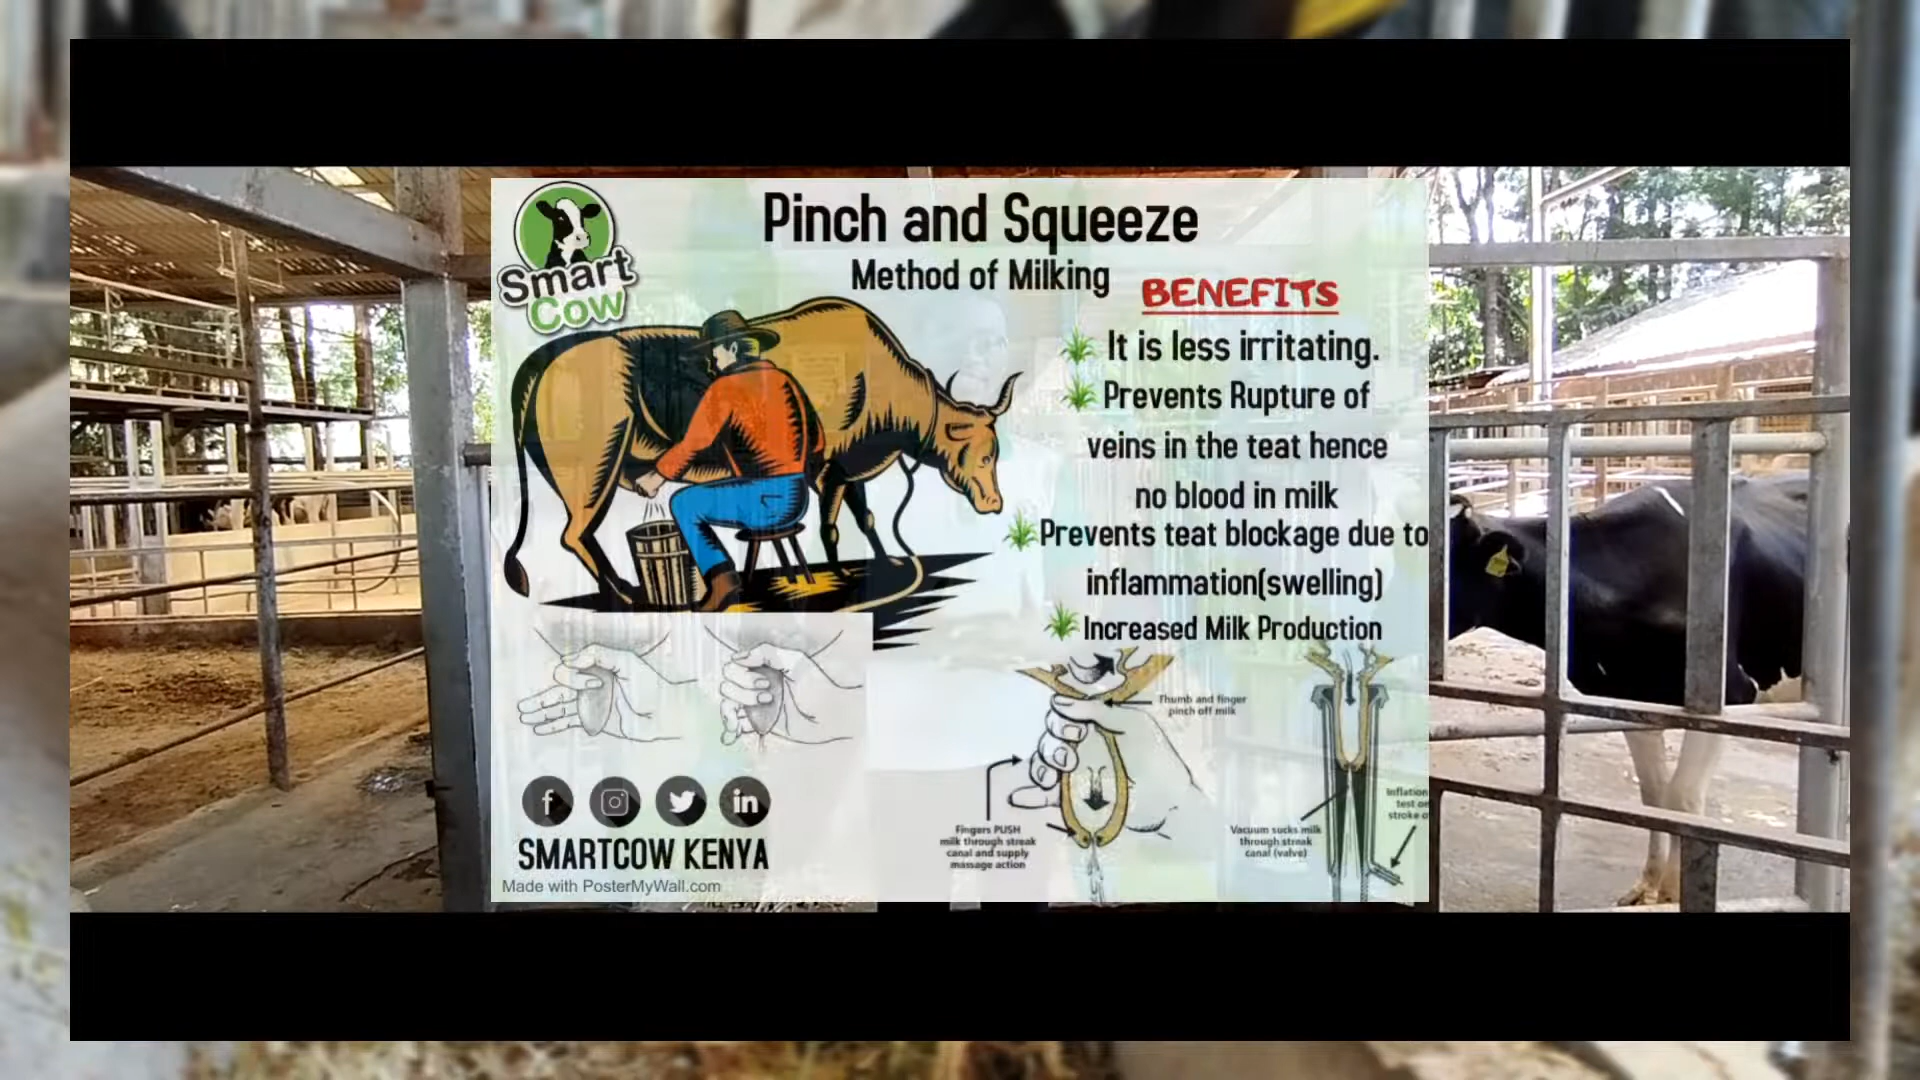 Smart
Cow
Pinch and Squeeze
Method of Milking
BENEFITS
It is less irritating.
Prevents Rupture of
veins in the teat hence
no blood in milk
Prevents teat blockage due to
inflammation(swelling)
Increased Milk Production
Thumb and finger
pinch off milk
Fingers PUSH
milk through streak
canal and supply
massage action
Vacuum sucks milk
through streak
canal (valve)
Inflation
stroke
f
in
SMARTCOW KENYA
Made with PosterMyWall.com